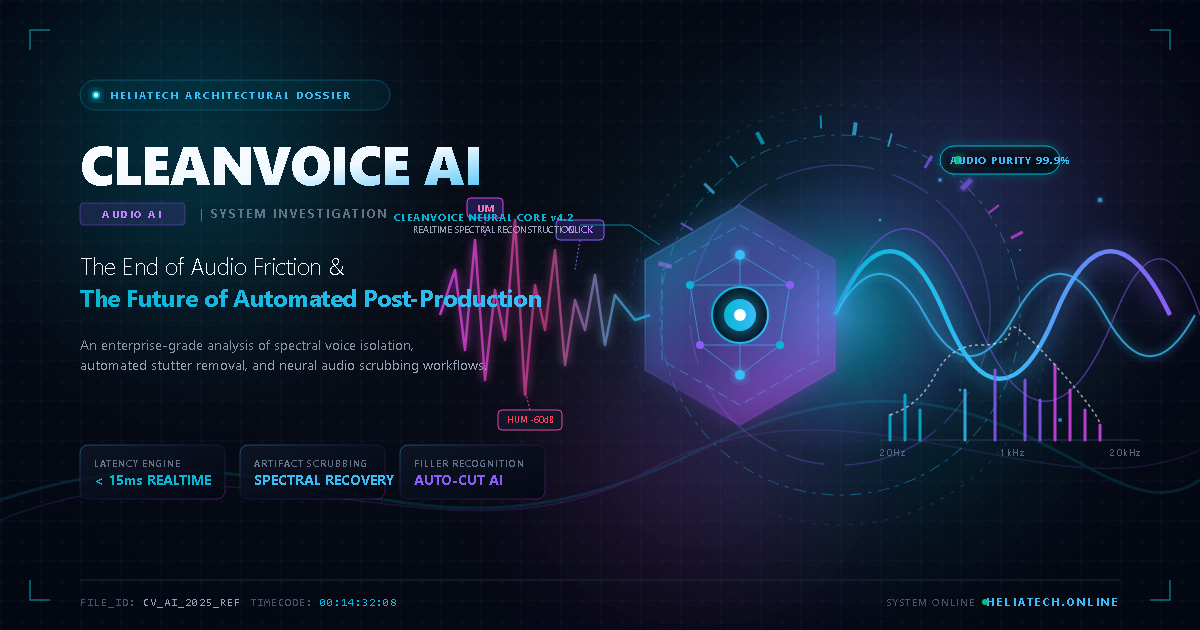 HELIATECH ARCHITECTURAL DOSSIER
CLEANVOICE AI
AUDIO AI | SYSTEM INVESTIGATION
The End of Audio Friction &
The Future of Automated Post-Production
An enterprise-grade analysis of spectral voice isolation,
automated stutter removal, and neural audio scrubbing workflows.
LATENCY ENGINE
< 15ms REALTIME
ARTIFACT SCRUBBING
SPECTRAL RECOVERY
FILLER RECOGNITION
AUTO-CUT AI
UM
CLEANVOICE NEURAL CORE v4.2
REALTIME SPECTRAL RECONSTRUCTION
CLICK
HUM -60dB
AUDIO PURITY 99.9%
20Hz 1kHz 20kHz
FILE_ID: CV_AI_2025_REF TIMECODE: 00:14:32:08
SYSTEM ONLINE HELIATECH.ONLINE